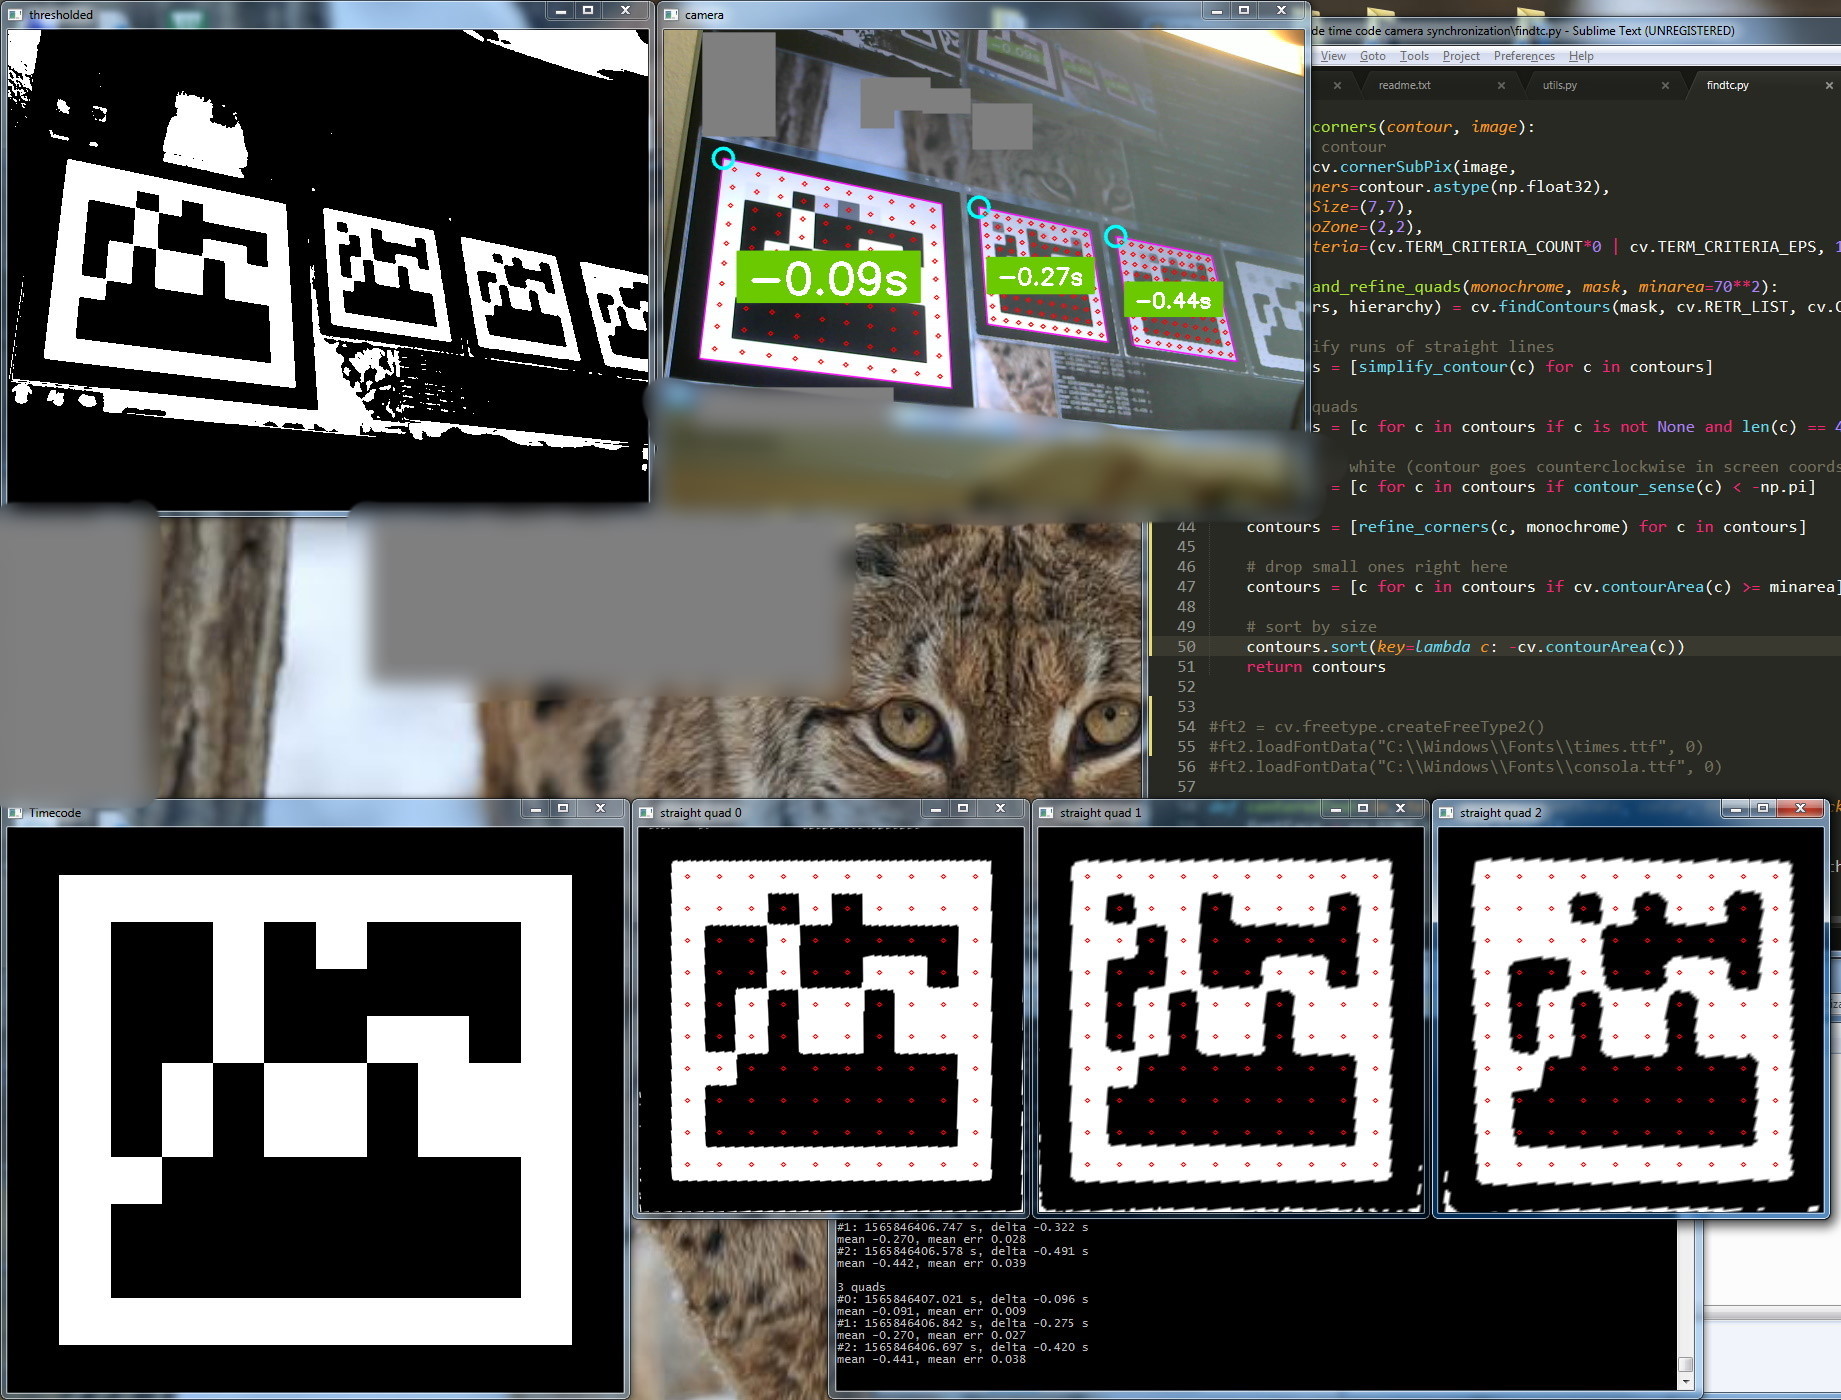 thresholded
camera
-0.09s
-0.27s
-0.44s
de time code camera synchronization\findtc.py - Sublime Text (UNREGISTERED)
View Goto Tools Project Preferences Help
readme.txt utils.py findtc.py
corners(contour, image):
contour
cv.cornerSubPix(image,
ners=contour.astype(np.float32),
Size=(7,7),
oZone=(2,2),
teria=(cv.TERM_CRITERIA_COUNT*0 | cv.TERM_CRITERIA_EPS, 1
and_refine_quads(monochrome, mask, minarea=70**2):
rs, hierarchy) = cv.findContours(mask, cv.RETR_LIST, cv.C
ify runs of straight lines
s = [simplify_contour(c) for c in contours]
quads
s = [c for c in contours if c is not None and len(c) == 4
white (contour goes counterclockwise in screen coords
= [c for c in contours if contour_sense(c) < -np.pi]
44 contours = [refine_corners(c, monochrome) for c in contours]
45
46 # drop small ones right here
47 contours = [c for c in contours if cv.contourArea(c) >= minarea]
48
49 # sort by size
50 contours.sort(key=lambda c: -cv.contourArea(c))
51 return contours
52
53
54 #ft2 = cv.freetype.createFreeType2()
55 #ft2.loadFontData("C:\\Windows\\Fonts\\times.ttf", 0)
56 #ft2.loadFontData("C:\\Windows\\Fonts\\consola.ttf", 0)
57
Timecode
straight quad 0
straight quad 1
straight quad 2
#1: 1565846406.747 s, delta -0.322 s
mean -0.270, mean err 0.028
#2: 1565846406.578 s, delta -0.491 s
mean -0.442, mean err 0.039
3 quads
#0: 1565846407.021 s, delta -0.096 s
mean -0.091, mean err 0.009
#1: 1565846406.842 s, delta -0.275 s
mean -0.270, mean err 0.027
#2: 1565846406.697 s, delta -0.420 s
mean -0.441, mean err 0.038